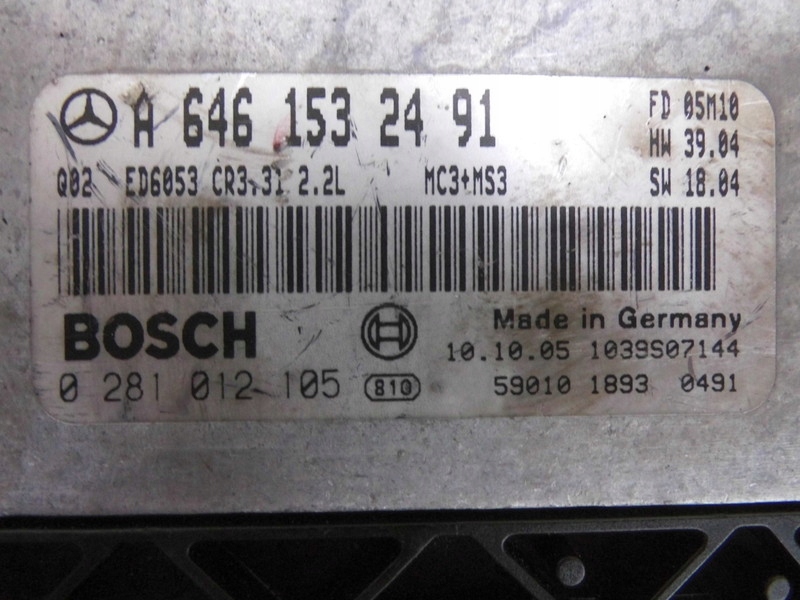 A 646 153 24 91
FD 05M10
HW 39.04
Q02 ED6053 CR3.31 2.2L MC3+MS3 SW 18.04
BOSCH
Made in Germany
10.10.05 1039S07144
0 281 012 105 810 59010 1893 0491